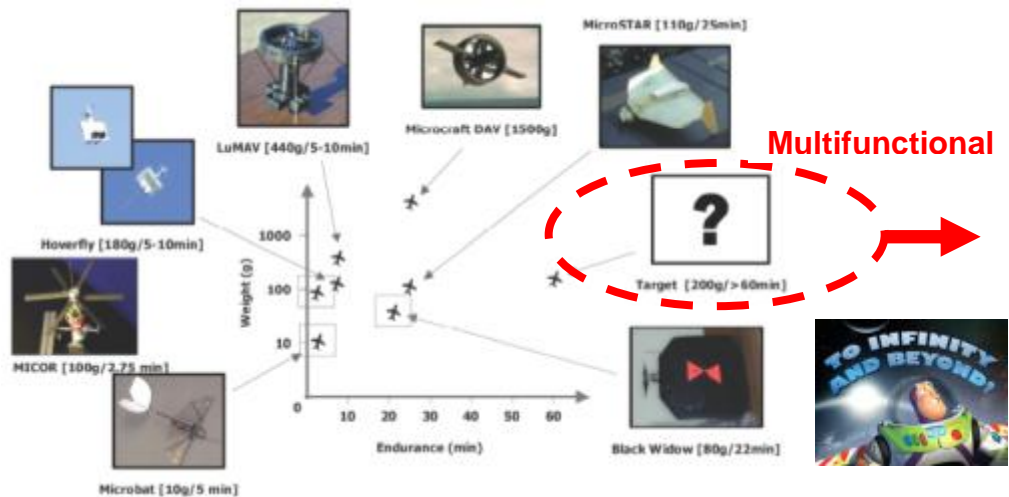 MicroSTAR [110g/25min]
Microcraft DAV [1500g]
LuMAV [440g/5-10min]
Multifunctional
?
Hoverfly [180g/5-10min]
Target [200g/>60min]
MICOR [100g/2.75 min]
Weight (g)
1000
100
10
0
10
20
30
40
50
60
Endurance (min)
Microbat [10g/5 min]
Black Widow [80g/22min]
TO INFINITY
AND BEYOND!